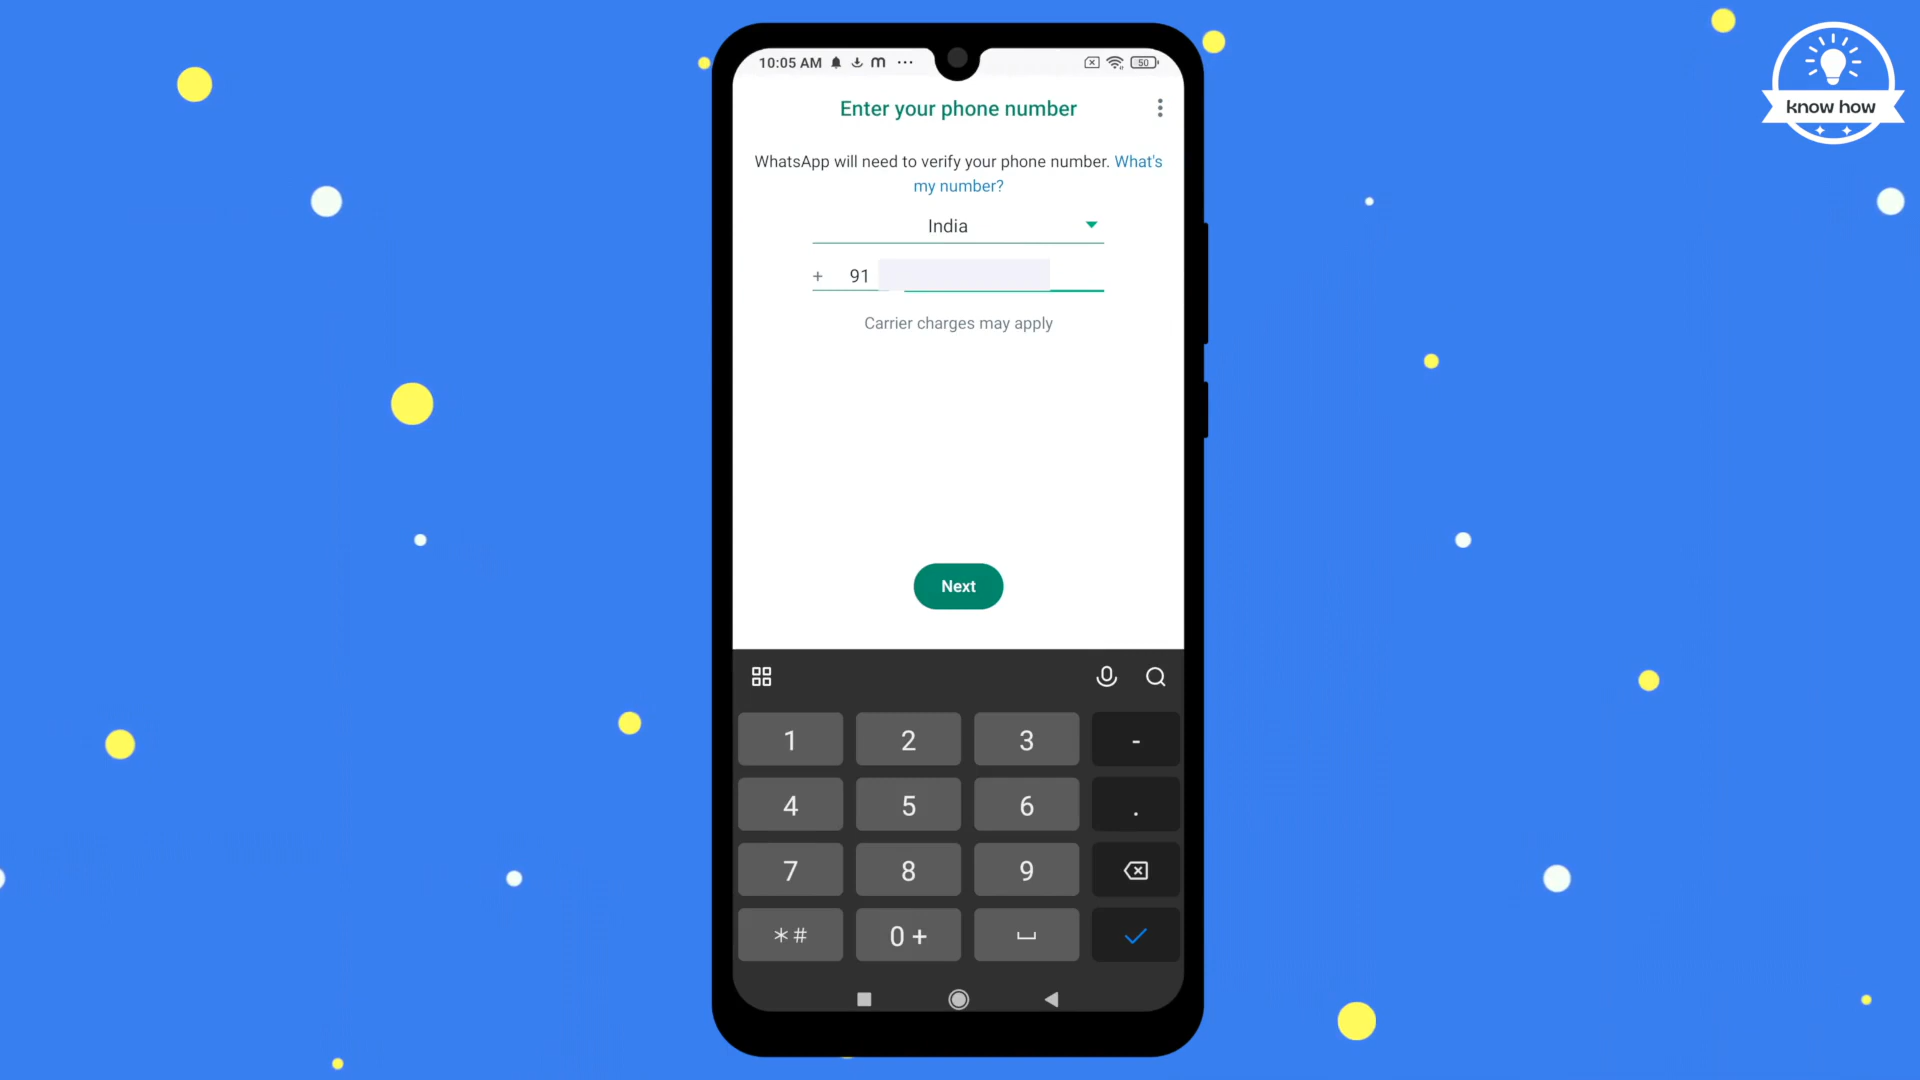 know how
10:05 AM
50
Enter your phone number
WhatsApp will need to verify your phone number. What's
my number?
India
+ 91
Carrier charges may apply
Next
1 2 3 -
4 5 6 .
7 8 9
*# 0 +